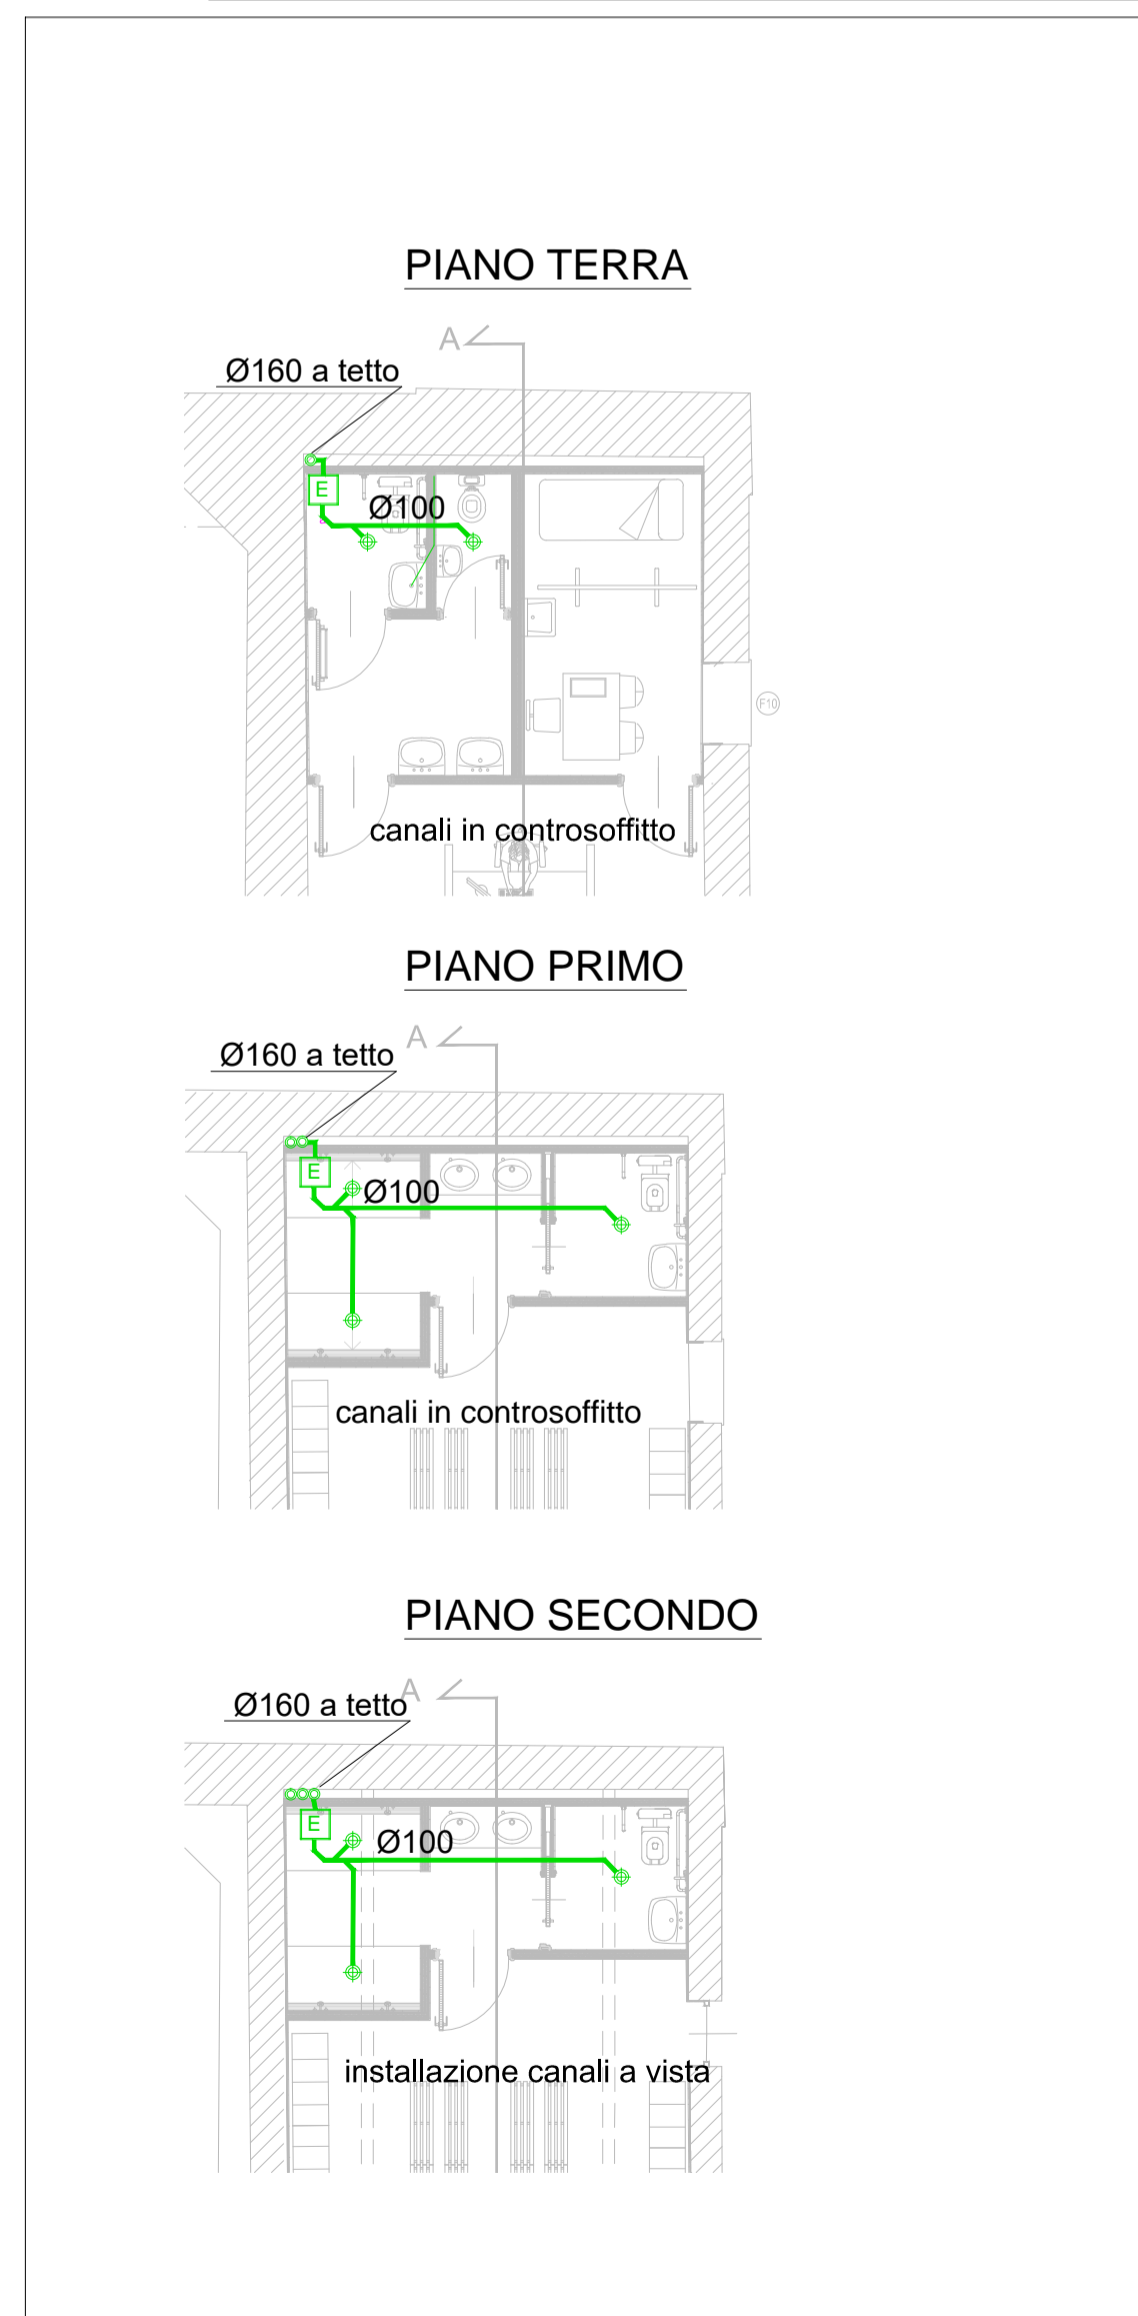 PIANO TERRA
A
Ø160 a tetto
E
Ø100
F10
canali in controsoffitto
PIANO PRIMO
A
Ø160 a tetto
E
Ø100
canali in controsoffitto
PIANO SECONDO
A
Ø160 a tetto
E
Ø100
installazione canali a vista